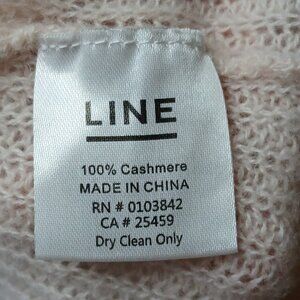 LINE
100% Cashmere
MADE IN CHINA
RN # 0103842
CA # 25459
Dry Clean Only